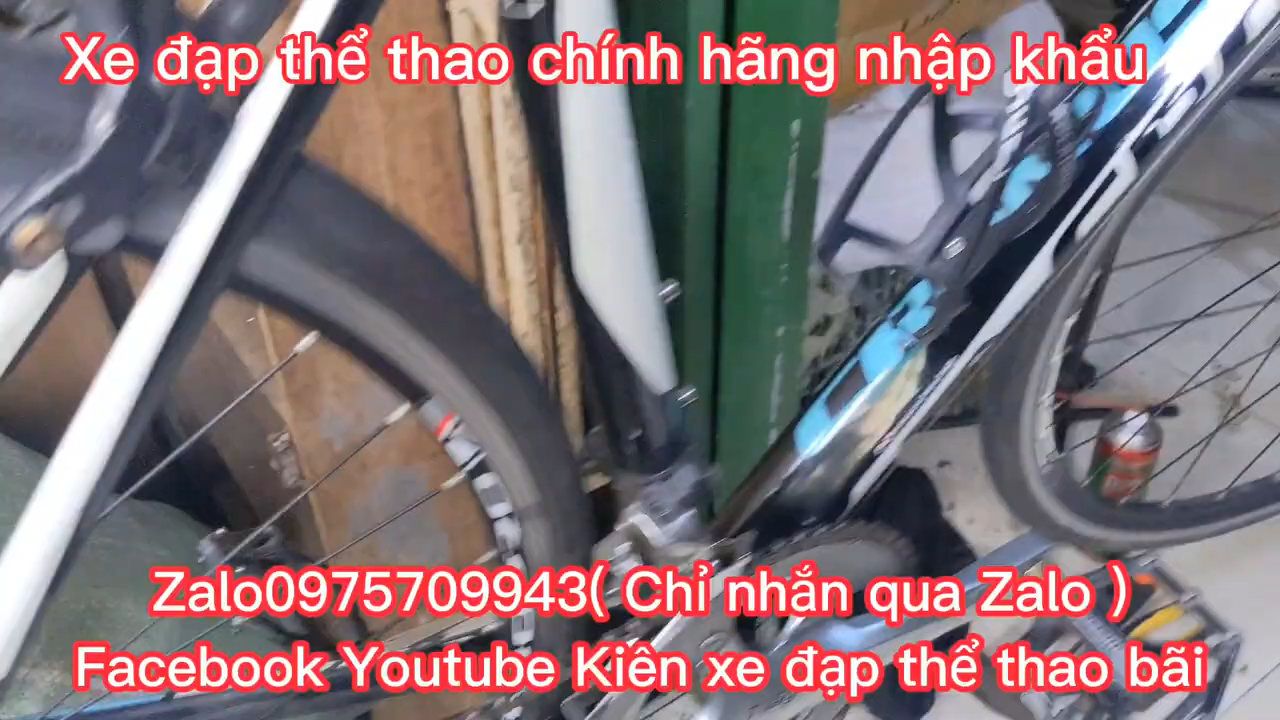 Xe đạp thể thao chính hãng nhập khẩu
Zalo0975709943( Chỉ nhắn qua Zalo )
Facebook Youtube Kiên xe đạp thể thao bãi